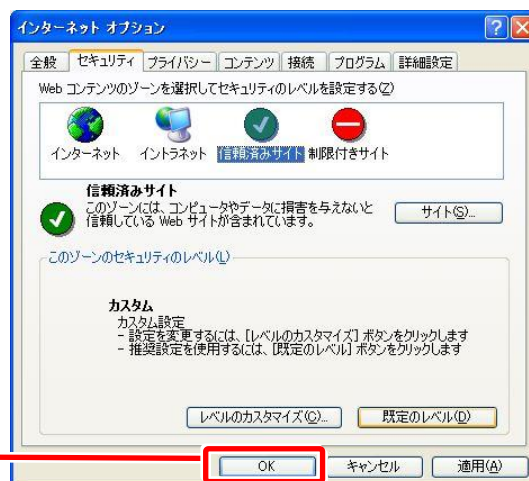 インターネット オプション
全般 セキュリティ プライバシー コンテンツ 接続 プログラム 詳細設定
Web コンテンツのゾーンを選択してセキュリティのレベルを設定する(Z)
インターネット イントラネット 信頼済みサイト 制限付きサイト
信頼済みサイト
このゾーンには、コンピュータやデータに損害を与えないと
信頼している Web サイトが含まれています。
サイト(S)...
このゾーンのセキュリティのレベル(L)
カスタム
カスタム設定
- 設定を変更するには、[レベルのカスタマイズ] ボタンをクリックします
- 推奨設定を使用するには、[既定のレベル] ボタンをクリックします
レベルのカスタマイズ(C)... 既定のレベル(D)
OK キャンセル 適用(A)